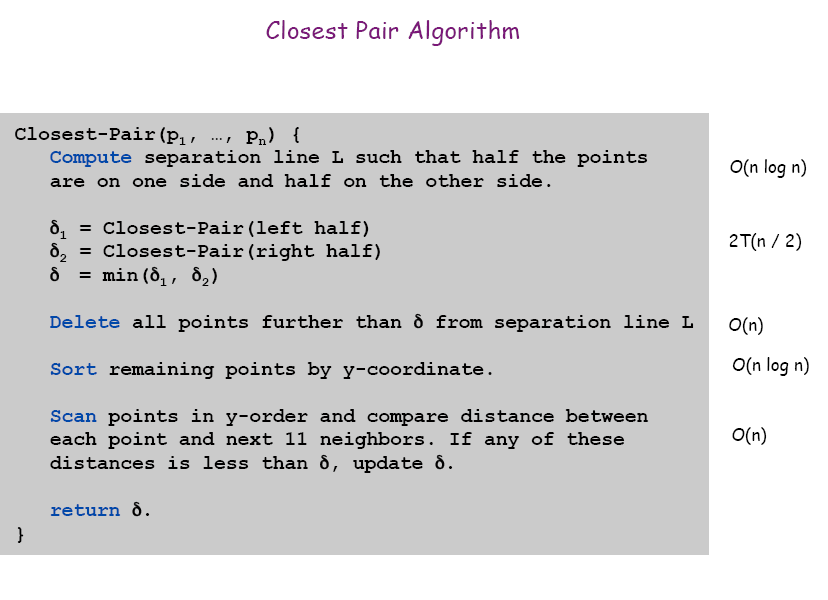 Closest Pair Algorithm
Closest-Pair(p1, …, pn) {
Compute separation line L such that half the points
are on one side and half on the other side.
O(n log n)
δ1 = Closest-Pair(left half)
δ2 = Closest-Pair(right half)
δ = min(δ1, δ2)
2T(n / 2)
Delete all points further than δ from separation line L
O(n)
Sort remaining points by y-coordinate.
O(n log n)
Scan points in y-order and compare distance between
each point and next 11 neighbors. If any of these
distances is less than δ, update δ.
O(n)
return δ.
}